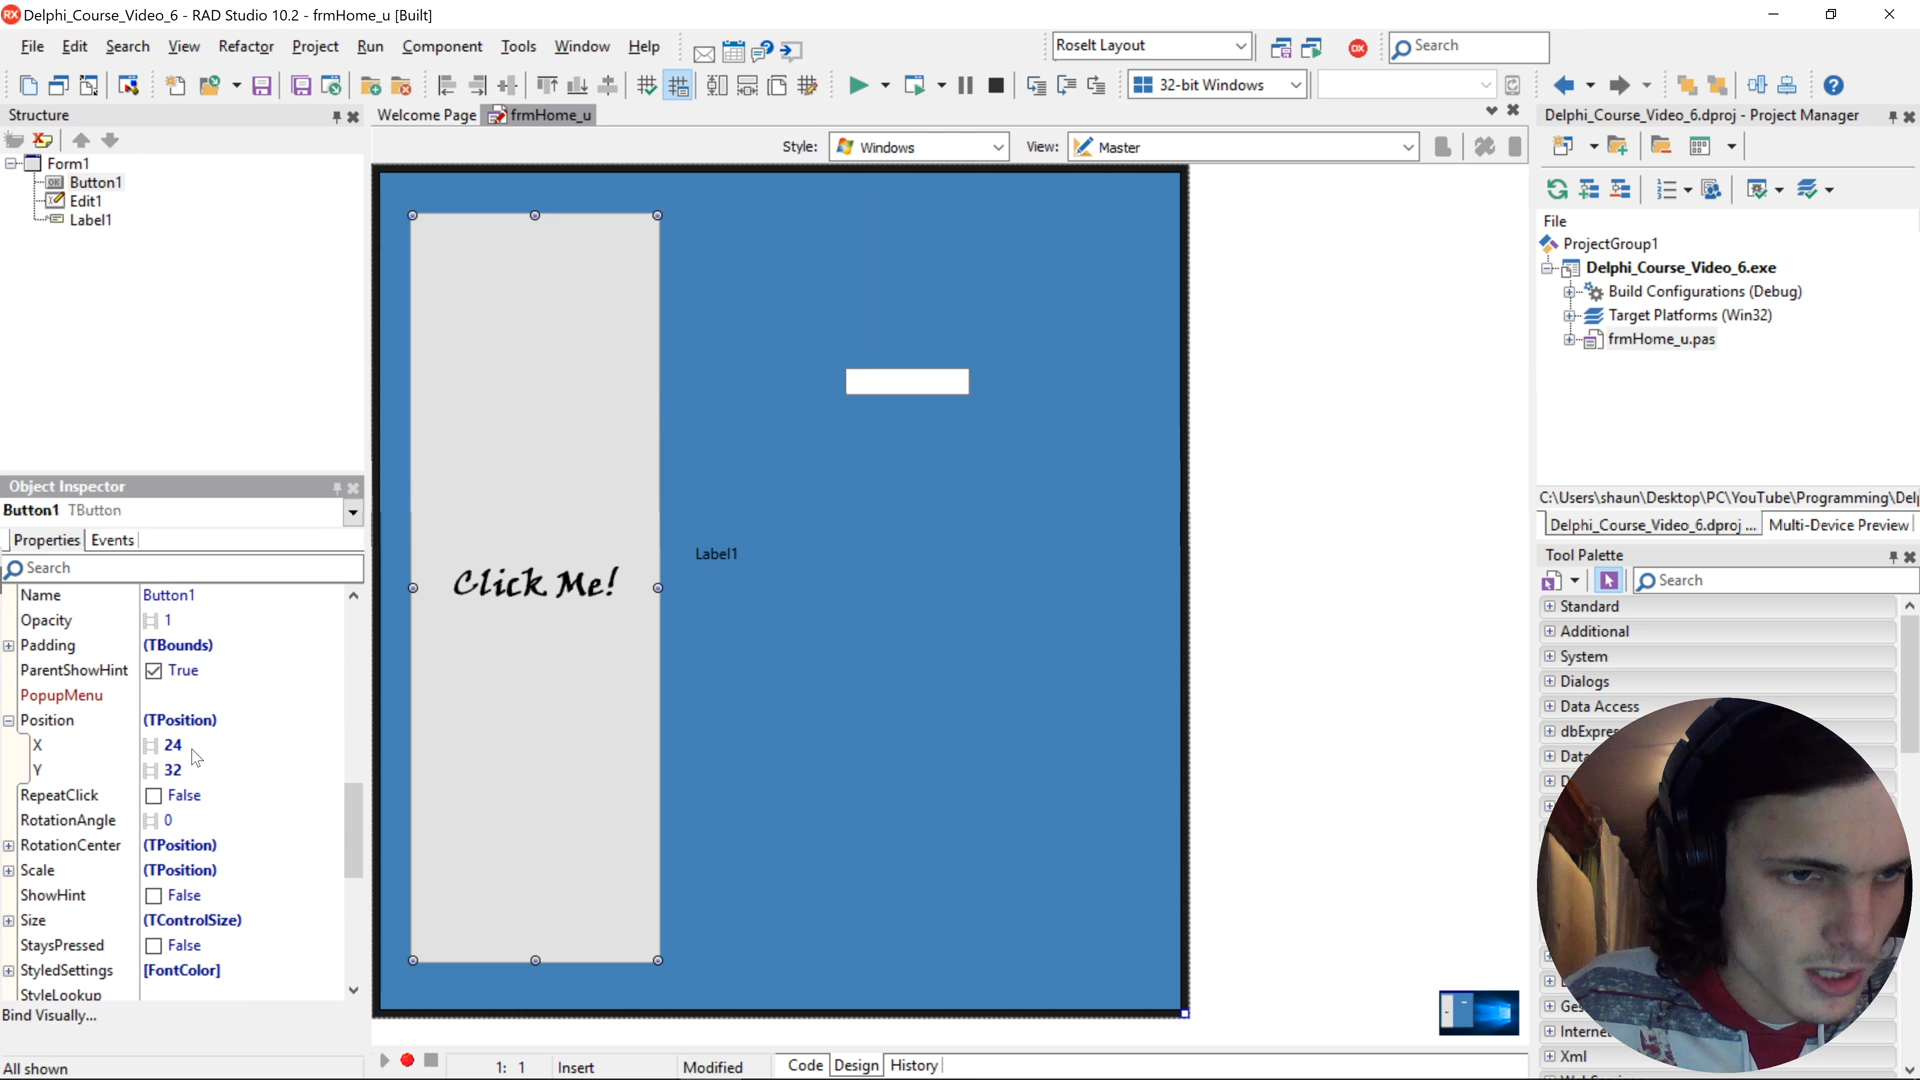 RX Delphi_Course_Video_6 - RAD Studio 10.2 - frmHome_u [Built]
File Edit Search View Refactor Project Run Component Tools Window Help
Roselt Layout
DX
Search
32-bit Windows
Structure
Form1
Button1
Edit1
Label1
Welcome Page
frmHome_u
Style: Windows
View: Master
Click Me!
Label1
Object Inspector
Button1 TButton
Properties Events
Search
Name Button1
Opacity 1
Padding (TBounds)
ParentShowHint True
PopupMenu
Position (TPosition)
X 24
Y 32
RepeatClick False
RotationAngle 0
RotationCenter (TPosition)
Scale (TPosition)
ShowHint False
Size (TControlSize)
StaysPressed False
StyledSettings [FontColor]
StyleLookup
Bind Visually...
All shown
1: 1 Insert Modified Code Design History
Delphi_Course_Video_6.dproj - Project Manager
File
ProjectGroup1
Delphi_Course_Video_6.exe
Build Configurations (Debug)
Target Platforms (Win32)
frmHome_u.pas
C:\Users\shaun\Desktop\PC\YouTube\Programming\Del
Delphi_Course_Video_6.dproj ... Multi-Device Preview
Tool Palette
Search
Standard
Additional
System
Dialogs
Data Access
dbExpre
Data
Internet
Xml